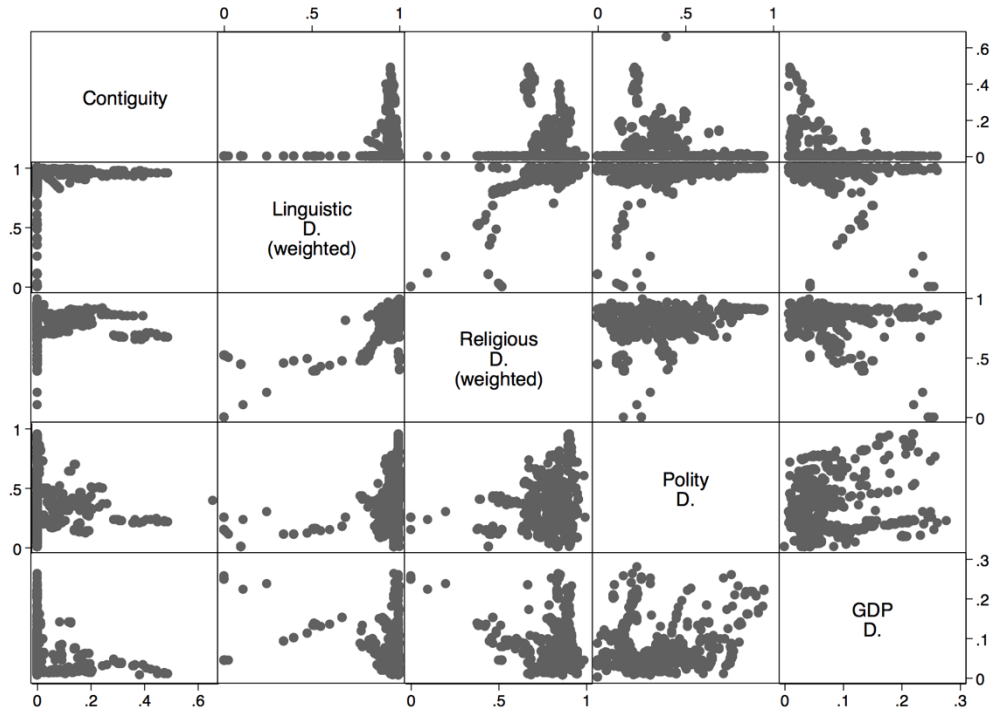 0 .5 1 0 .5 1
Contiguity
.6
.4
.2
0
1
.5
0
Linguistic
D.
(weighted)
1
.5
0
Religious
D.
(weighted)
1
.5
0
Polity
D.
.3
.2
.1
0
GDP
D.
0 .2 .4 .6 0 .5 1 0 .1 .2 .3